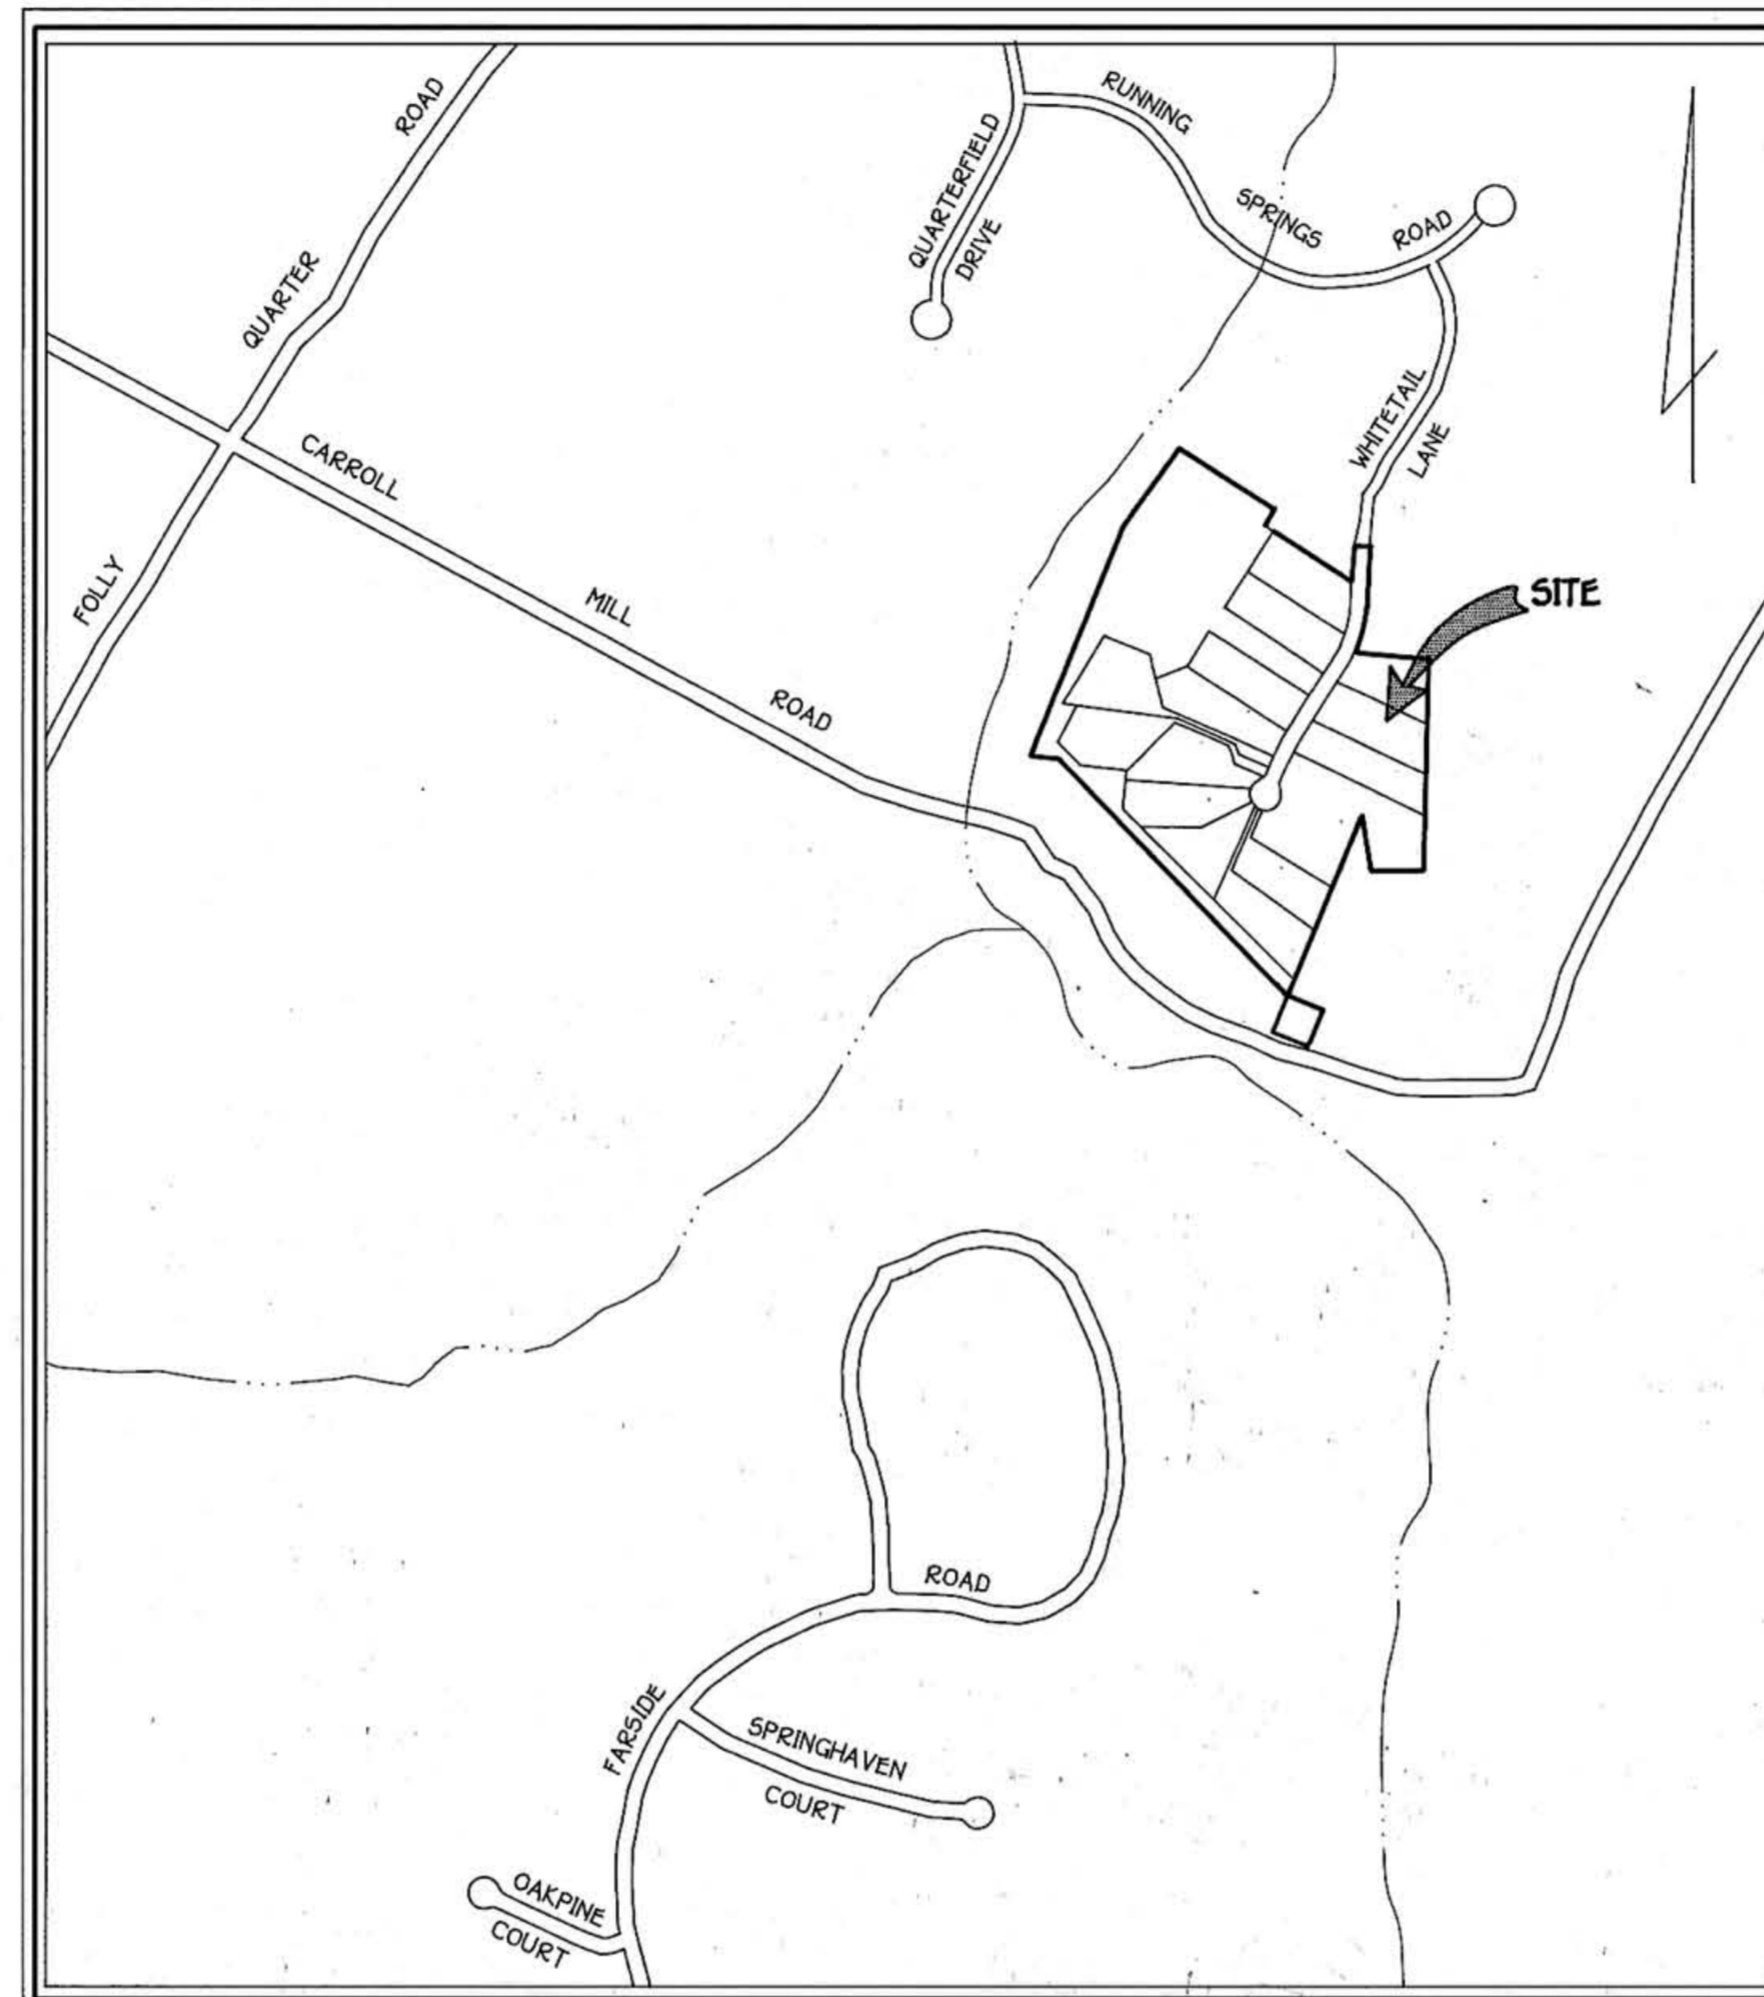 FOLLY QUARTER ROAD
QUARTERFIELD
DRIVE
RUNNING SPRINGS ROAD
WHITETAIL
LANE
CARROLL MILL ROAD
SITE
FARSIDE ROAD
SPRINGHAVEN
COURT
OAKPINE
COURT